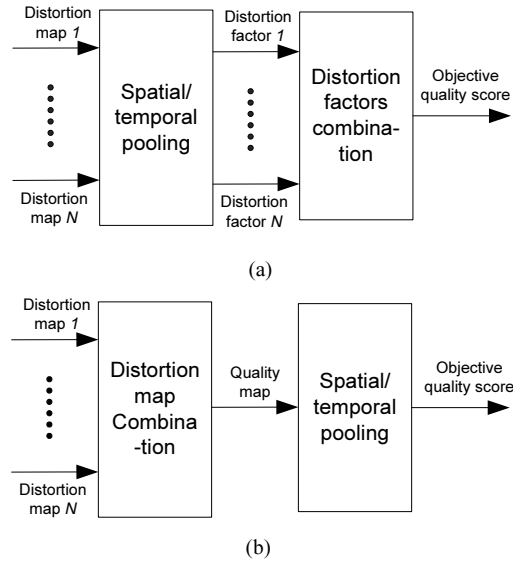 Distortion
map 1
Distortion
map N
Spatial/
temporal
pooling
Distortion
factor 1
Distortion
factor N
Distortion
factors
combina-
tion
Objective
quality score
(a)
Distortion
map 1
Distortion
map N
Distortion
map
Combina
-tion
Quality
map
Spatial/
temporal
pooling
Objective
quality score
(b)